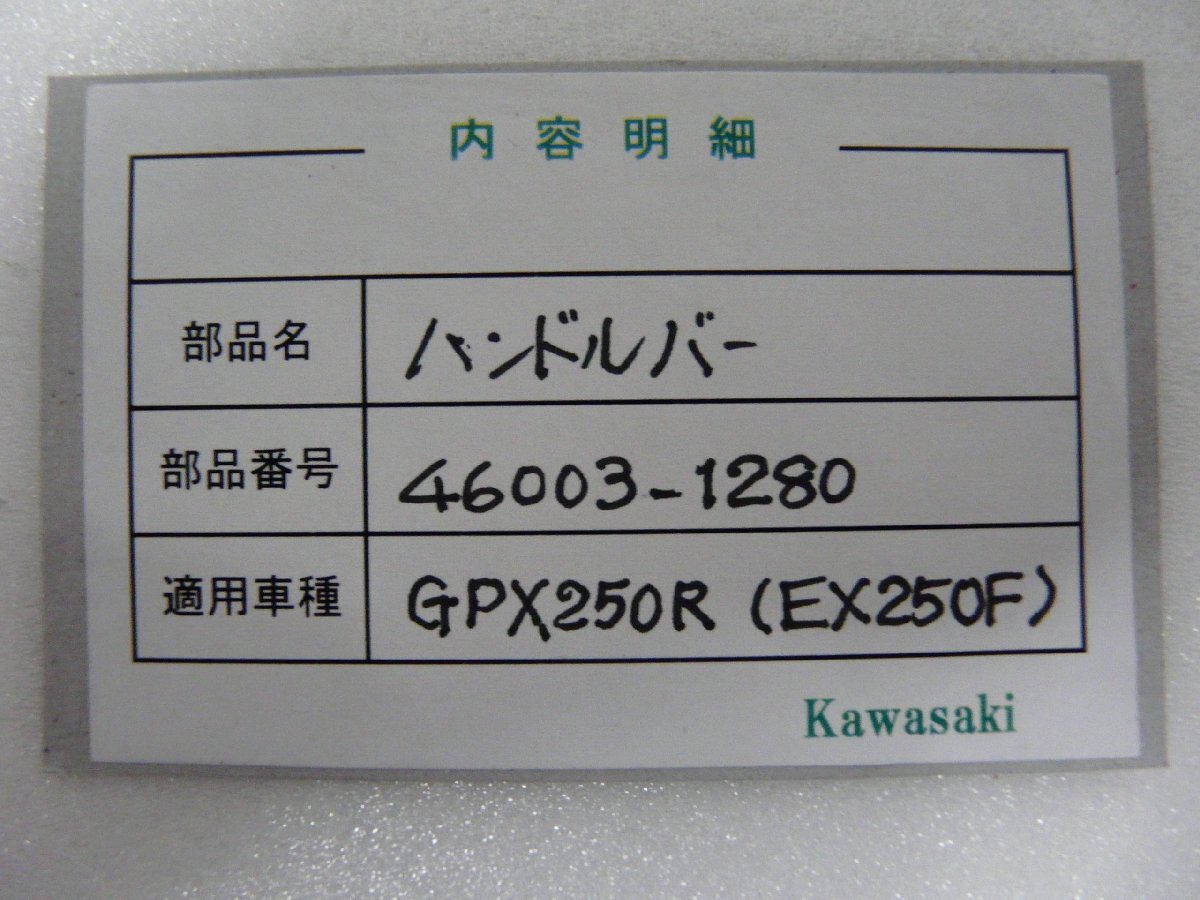 内容明細
部品名 ハンドルバー
部品番号 46003-1280
適用車種 GPX250R (EX250F)
Kawasaki